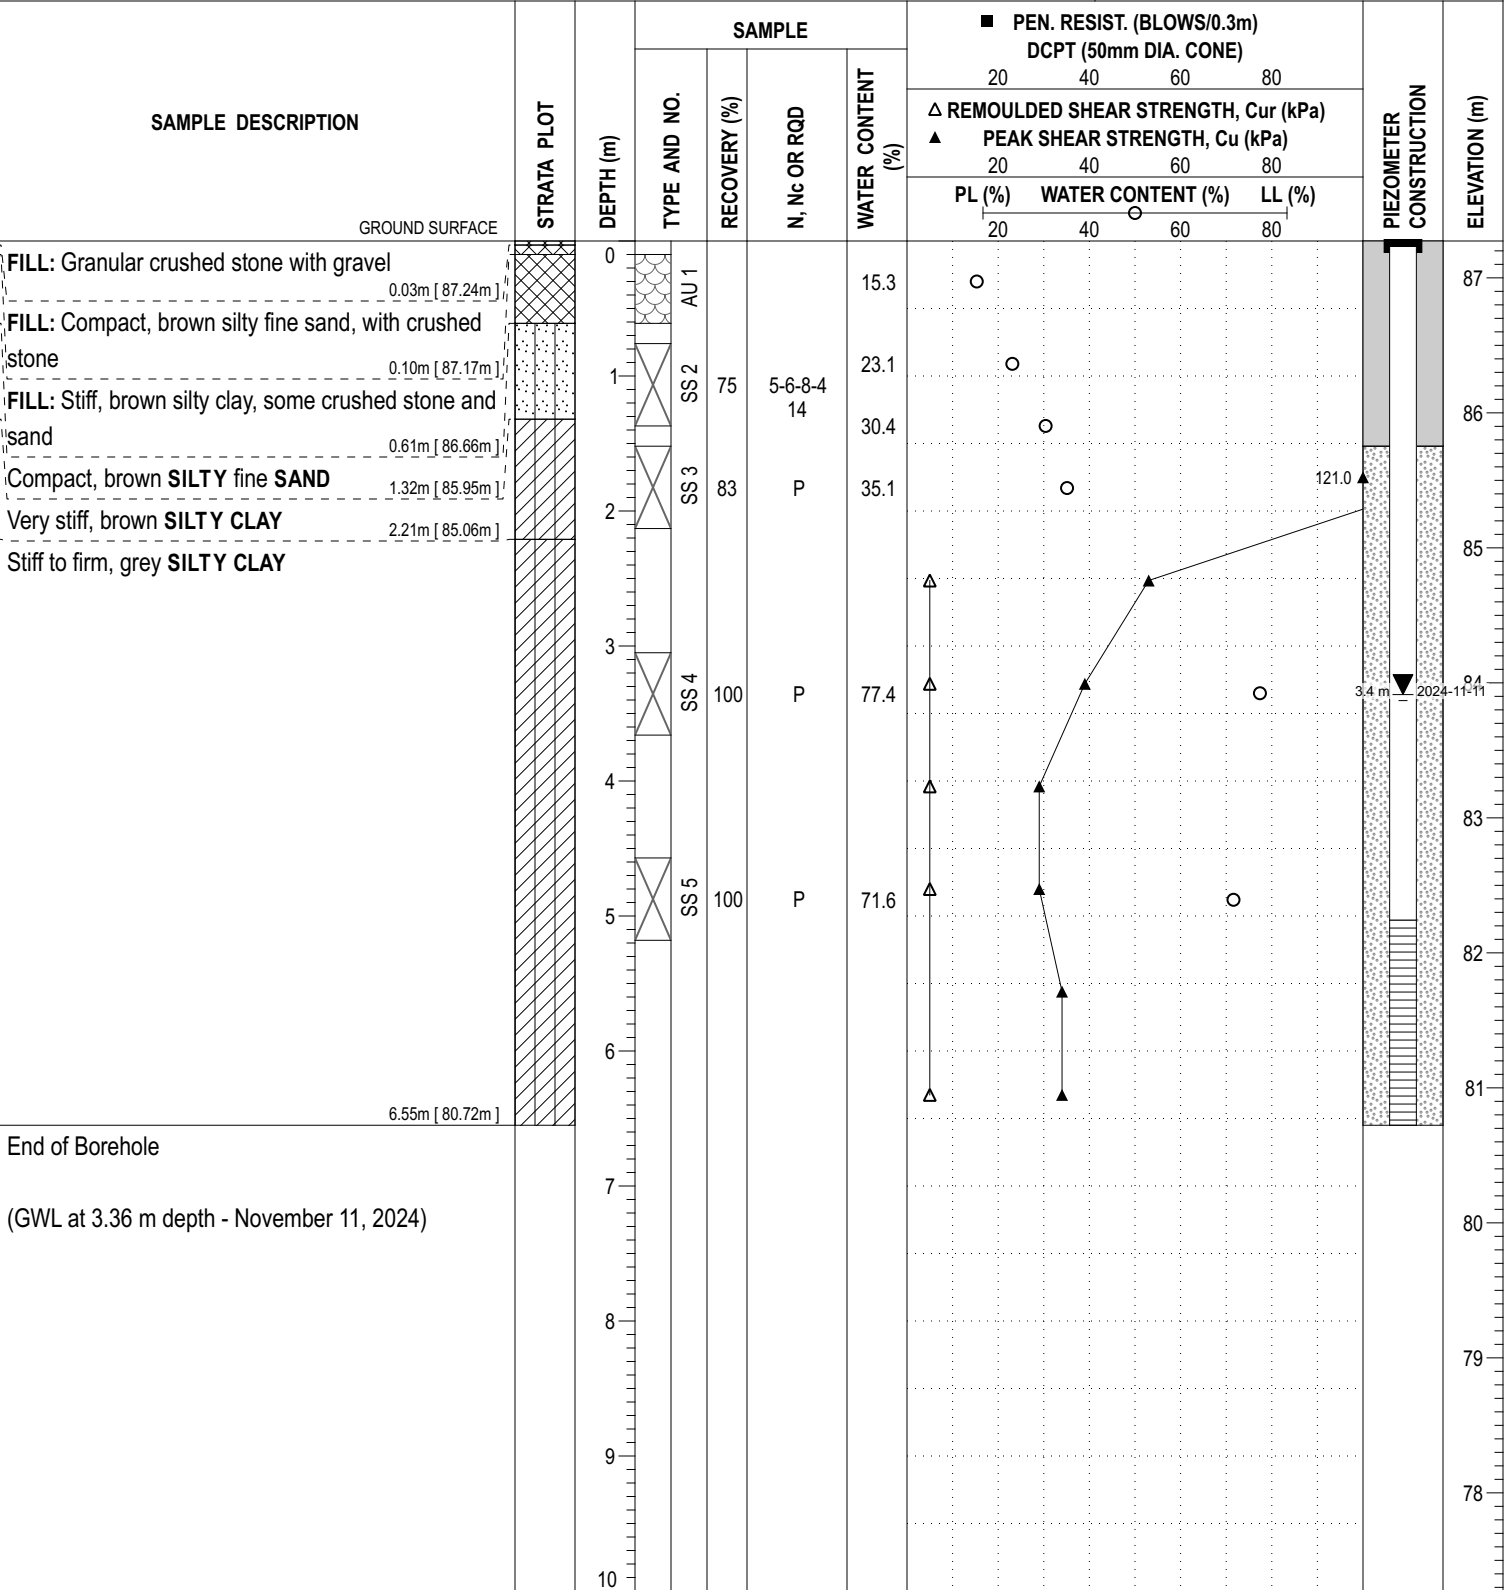 SAMPLE DESCRIPTION
GROUND SURFACE
STRATA PLOT
DEPTH (m)
SAMPLE
TYPE AND NO.
RECOVERY (%)
N, Nc OR RQD
WATER CONTENT
(%)
■ PEN. RESIST. (BLOWS/0.3m)
DCPT (50mm DIA. CONE)
20 40 60 80
△ REMOULDED SHEAR STRENGTH, Cur (kPa)
▲ PEAK SHEAR STRENGTH, Cu (kPa)
20 40 60 80
PL (%) WATER CONTENT (%) LL (%)
20 40 60 80
PIEZOMETER
CONSTRUCTION
ELEVATION (m)
FILL: Granular crushed stone with gravel
0.03m [ 87.24m ]
FILL: Compact, brown silty fine sand, with crushed
stone
0.10m [ 87.17m ]
FILL: Stiff, brown silty clay, some crushed stone and
sand
0.61m [ 86.66m ]
Compact, brown SILTY fine SAND
1.32m [ 85.95m ]
Very stiff, brown SILTY CLAY
2.21m [ 85.06m ]
Stiff to firm, grey SILTY CLAY
6.55m [ 80.72m ]
End of Borehole
(GWL at 3.36 m depth - November 11, 2024)
0
1
2
3
4
5
6
7
8
9
10
AU 1
15.3
SS 2
75
5-6-8-4
14
23.1
30.4
SS 3
83
P
35.1
SS 4
100
P
77.4
SS 5
100
P
71.6
121.0
3.4 m
2024-11-11
87
86
85
84
83
82
81
80
79
78